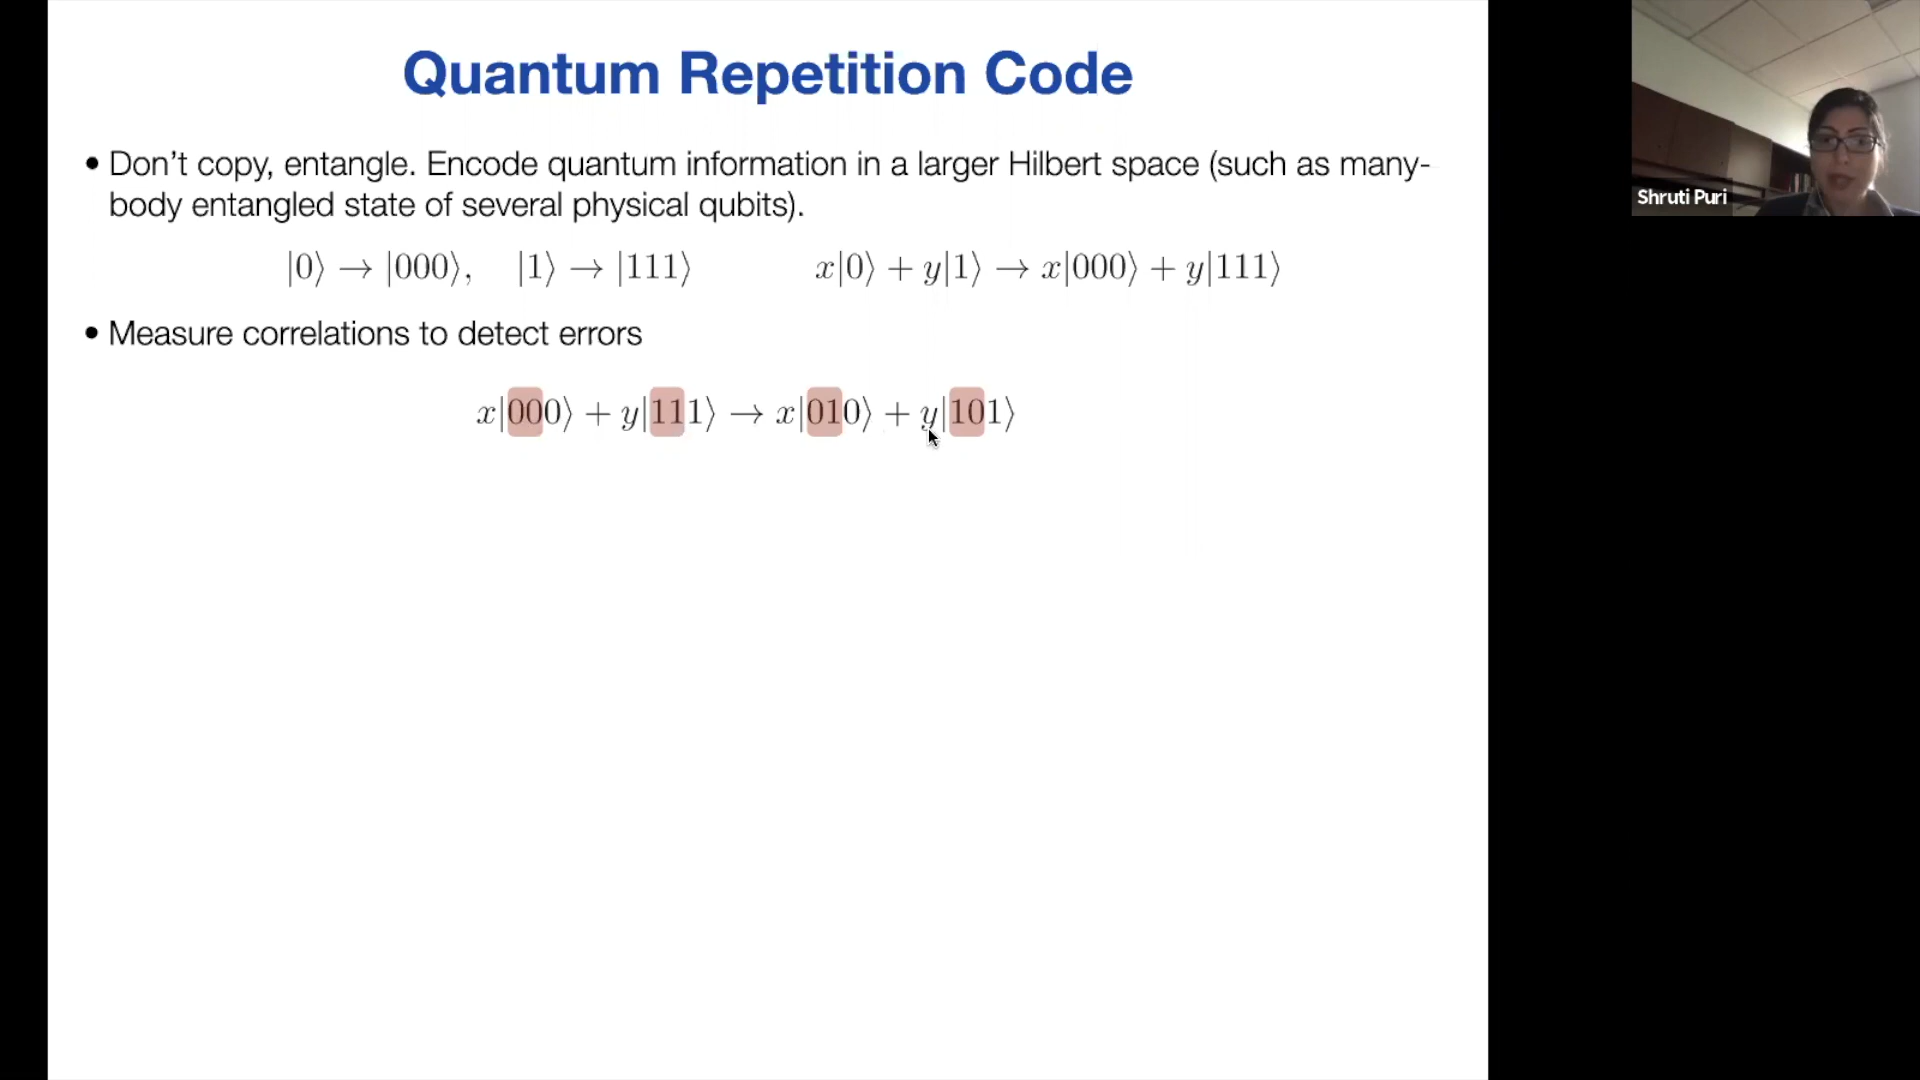 Quantum Repetition Code
• Don't copy, entangle. Encode quantum information in a larger Hilbert space (such as many-
body entangled state of several physical qubits).
|0⟩ → |000⟩, |1⟩ → |111⟩ x|0⟩ + y|1⟩ → x|000⟩ + y|111⟩
• Measure correlations to detect errors
x|000⟩ + y|111⟩ → x|010⟩ + y|101⟩
Shruti Puri